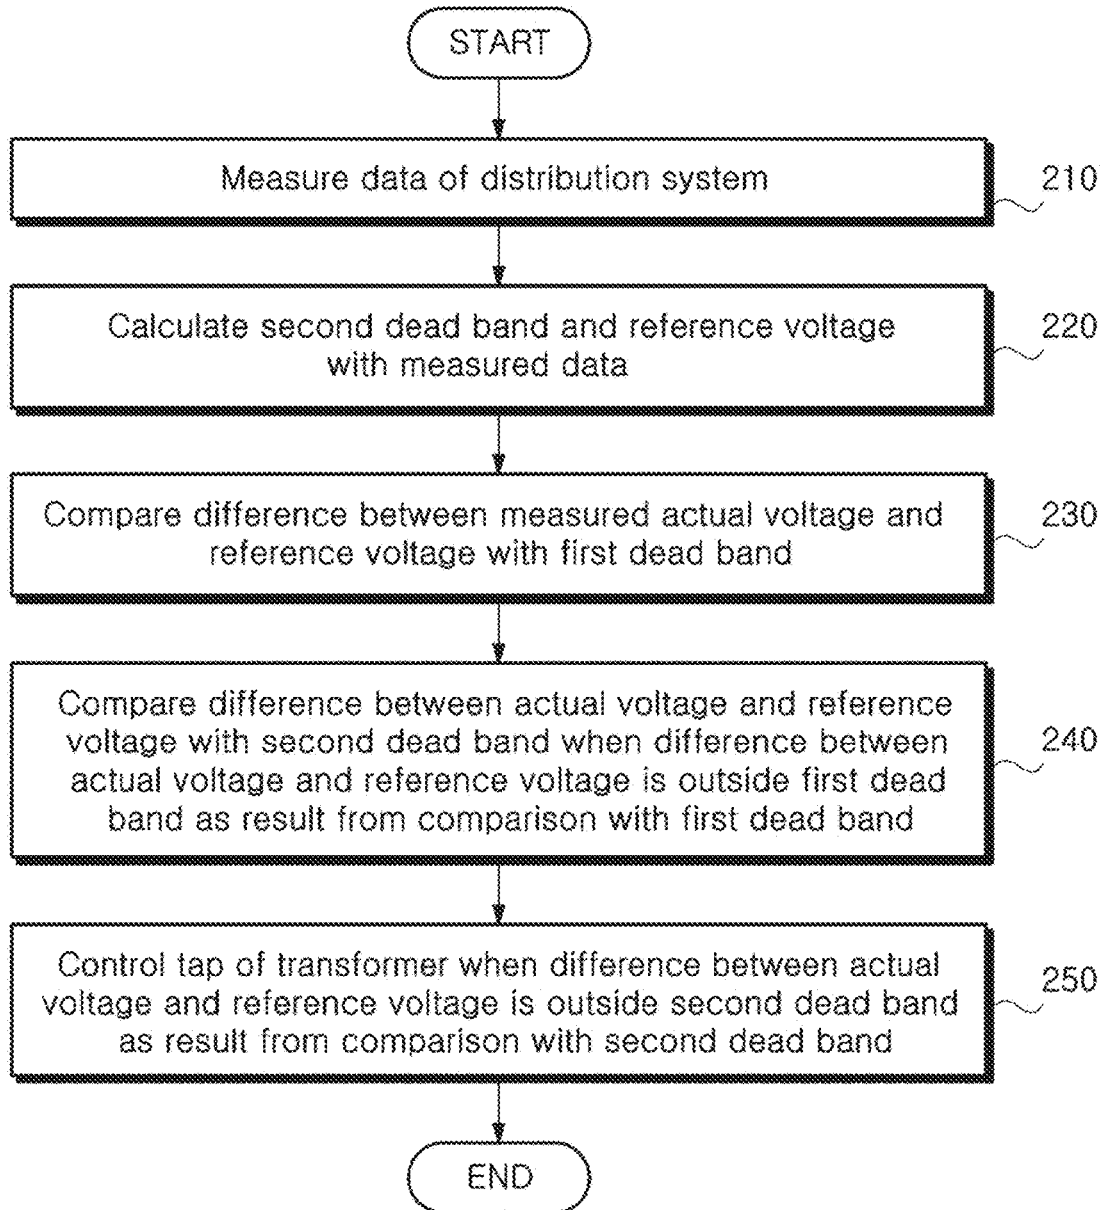 START
Measure data of distribution system
210
Calculate second dead band and reference voltage
with measured data
220
Compare difference between measured actual voltage and
reference voltage with first dead band
230
Compare difference between actual voltage and reference
voltage with second dead band when difference between
actual voltage and reference voltage is outside first dead
band as result from comparison with first dead band
240
Control tap of transformer when difference between actual
voltage and reference voltage is outside second dead band
as result from comparison with second dead band
250
END